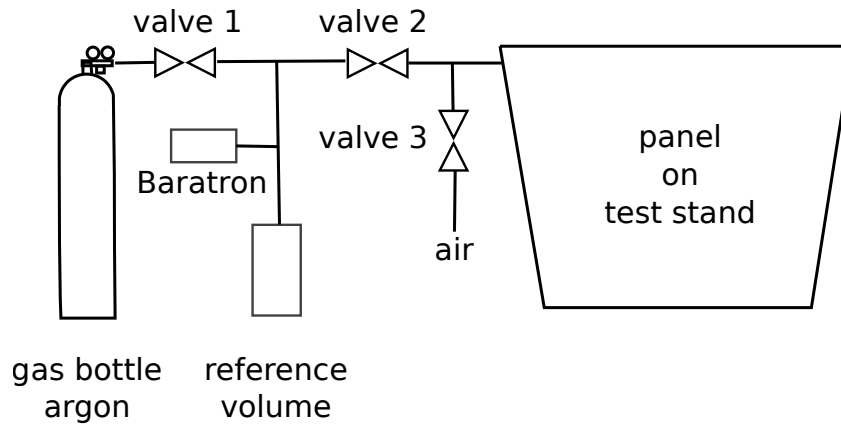 valve 1
valve 2
valve 3
Baratron
panel
on
test stand
air
gas bottle
argon
reference
volume